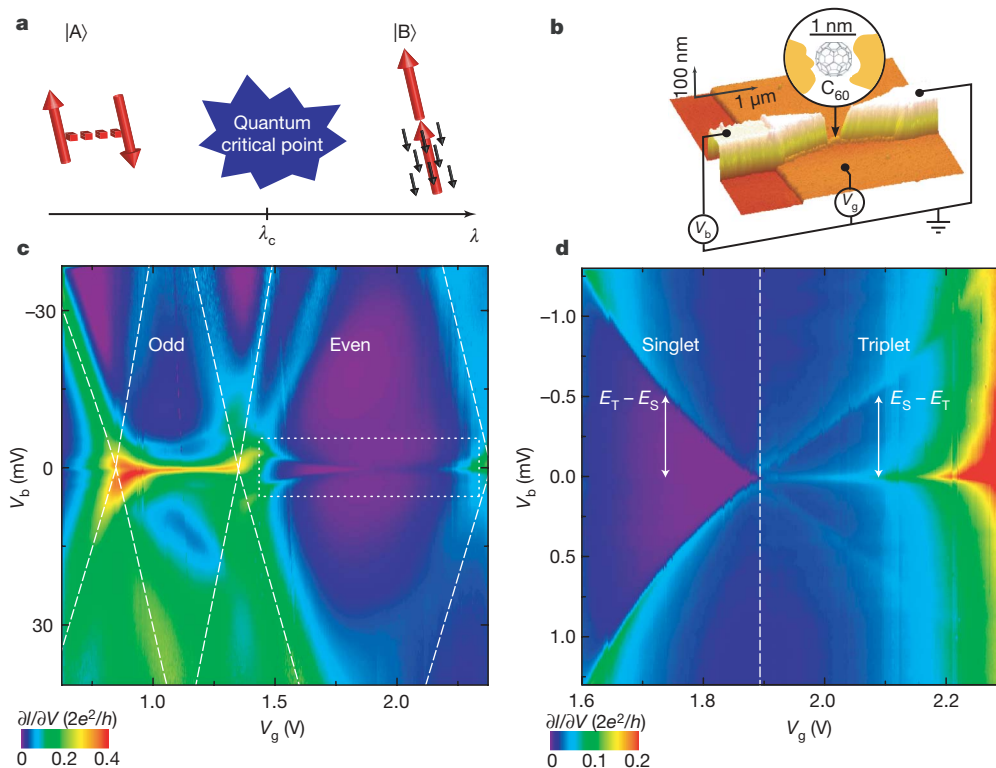 a
|A⟩
|B⟩
Quantum
critical point
λc
λ
b
1 nm
C60
100 nm
1 μm
Vg
Vb
c
Odd
Even
−30
0
30
Vb (mV)
1.0
1.5
2.0
Vg (V)
∂I/∂V (2e²/h)
0 0.2 0.4
d
Singlet
Triplet
ET − ES
ES − ET
−1.0
−0.5
0.0
0.5
1.0
Vb (mV)
1.6 1.8 2.0 2.2
Vg (V)
∂I/∂V (2e²/h)
0 0.1 0.2